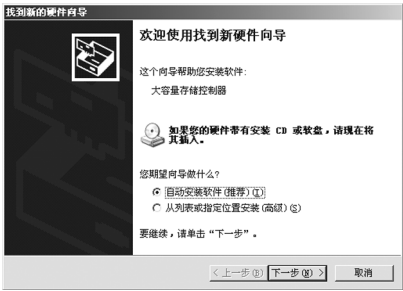 找到新的硬件向导
欢迎使用找到新硬件向导
这个向导帮助您安装软件:
大容量存储控制器
如果您的硬件带有安装 CD 或软盘，请现在将
其插入。
您期望向导做什么?
自动安装软件(推荐)(I)
从列表或指定位置安装(高级)(S)
要继续，请单击“下一步”。
< 上一步(B) 下一步(N) > 取消